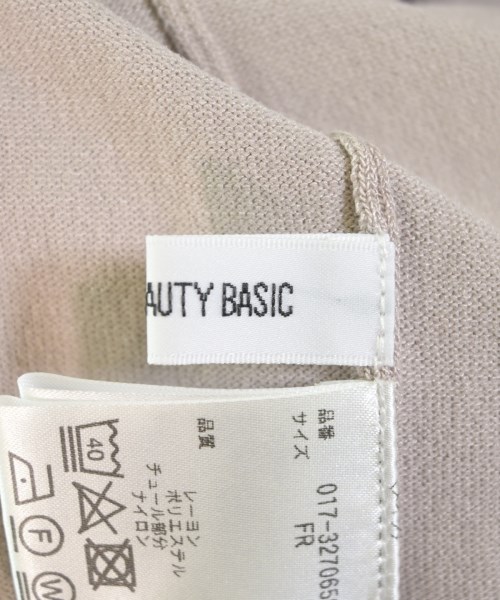 AUTY BASIC
品番 017-327065
サイズ FR
品質
レーヨン
ポリエステル
チュール部分
ナイロン
40
F
W